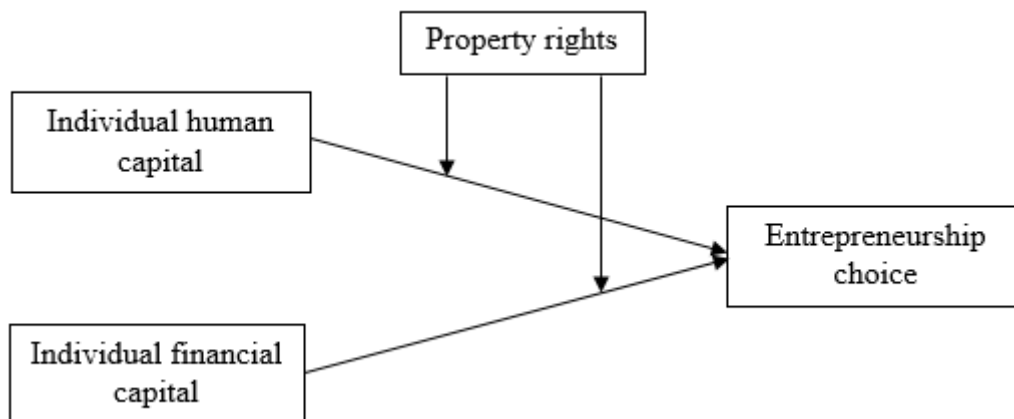 Property rights
Individual human
capital
Entrepreneurship
choice
Individual financial
capital